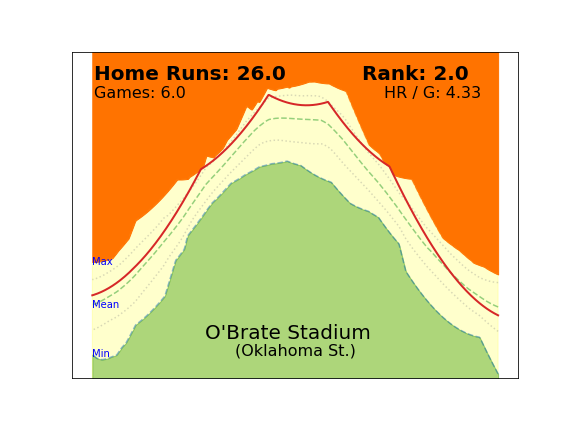 Home Runs: 26.0
Rank: 2.0
Games: 6.0
HR / G: 4.33
Max
Mean
Min
O'Brate Stadium
(Oklahoma St.)